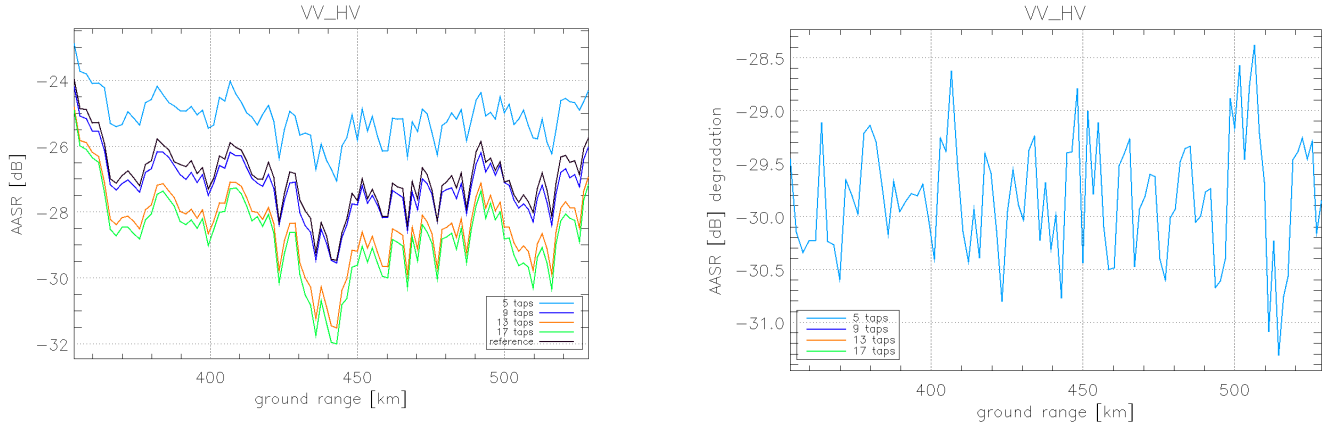 VV_HV
AASR [dB]
−24
−26
−28
−30
−32
5 taps
9 taps
13 taps
17 taps
reference
400
450
500
ground range [km]
VV_HV
AASR [dB] degradation
−28.5
−29.0
−29.5
−30.0
−30.5
−31.0
5 taps
9 taps
13 taps
17 taps
400
450
500
ground range [km]